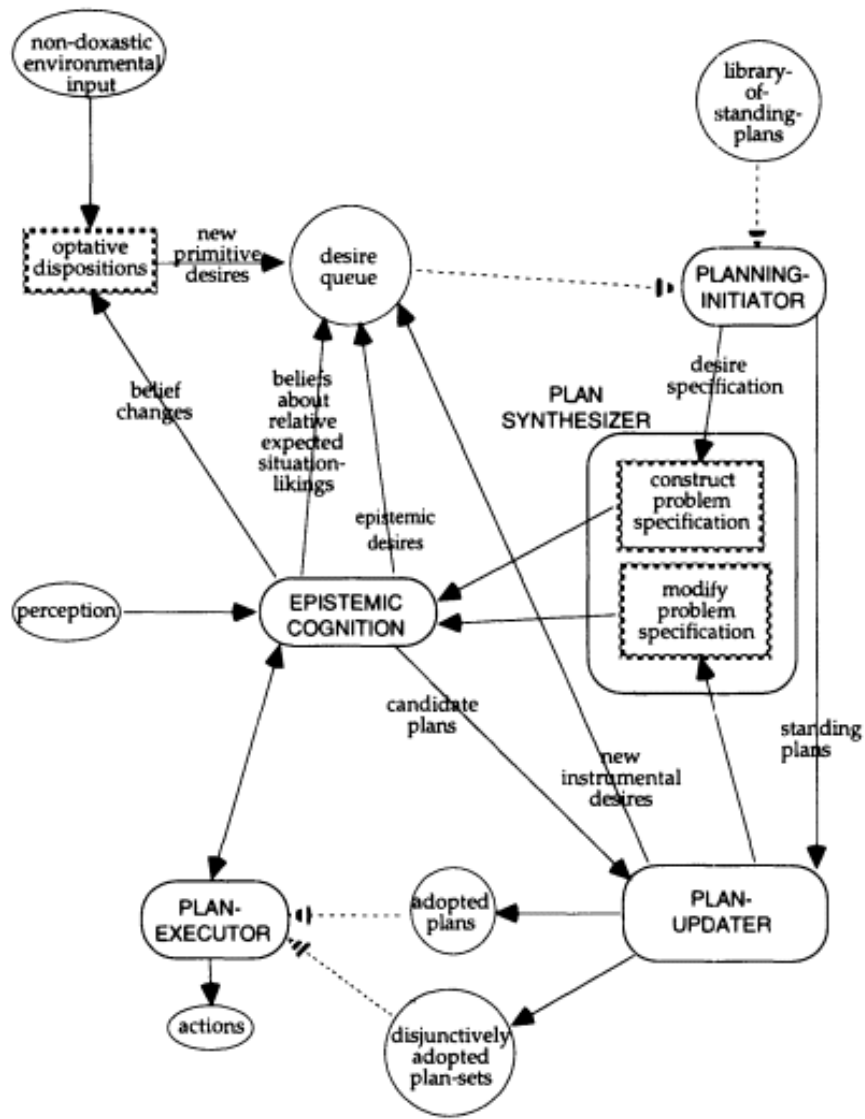 non-doxastic
environmental
input
library-
of-
standing-
plans
optative
dispositions
new
primitive
desires
desire
queue
PLANNING-
INITIATOR
belief
changes
beliefs
about
relative
expected
situation-
likings
epistemic
desires
desire
specification
PLAN
SYNTHESIZER
construct
problem
specification
modify
problem
specification
perception
EPISTEMIC
COGNITION
candidate
plans
new
instrumental
desires
standing
plans
PLAN-
EXECUTOR
adopted
plans
PLAN-
UPDATER
actions
disjunctively
adopted
plan-sets